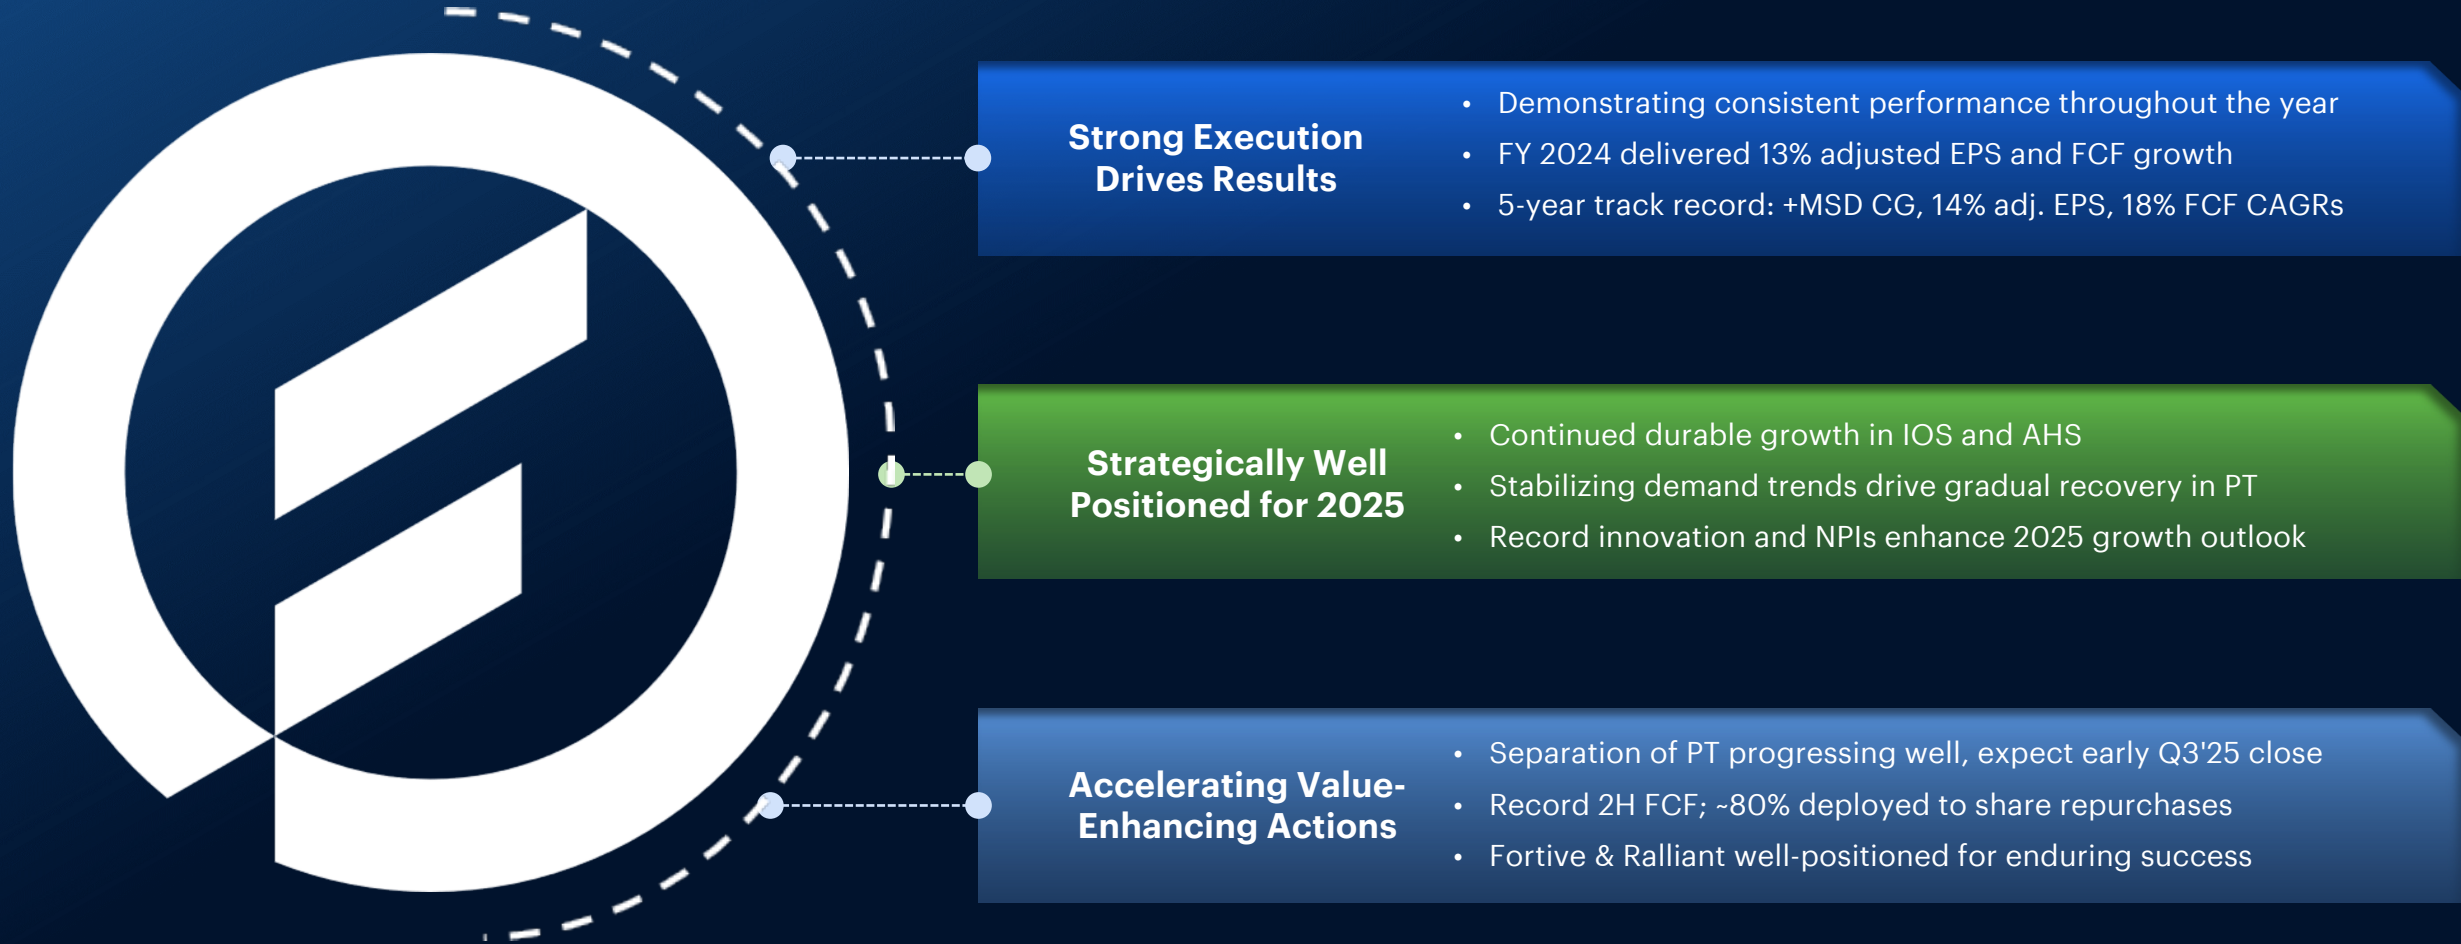 Strong Execution
Drives Results
• Demonstrating consistent performance throughout the year
• FY 2024 delivered 13% adjusted EPS and FCF growth
• 5-year track record: +MSD CG, 14% adj. EPS, 18% FCF CAGRs
Strategically Well
Positioned for 2025
• Continued durable growth in IOS and AHS
• Stabilizing demand trends drive gradual recovery in PT
• Record innovation and NPIs enhance 2025 growth outlook
Accelerating Value-
Enhancing Actions
• Separation of PT progressing well, expect early Q3'25 close
• Record 2H FCF; ~80% deployed to share repurchases
• Fortive & Ralliant well-positioned for enduring success